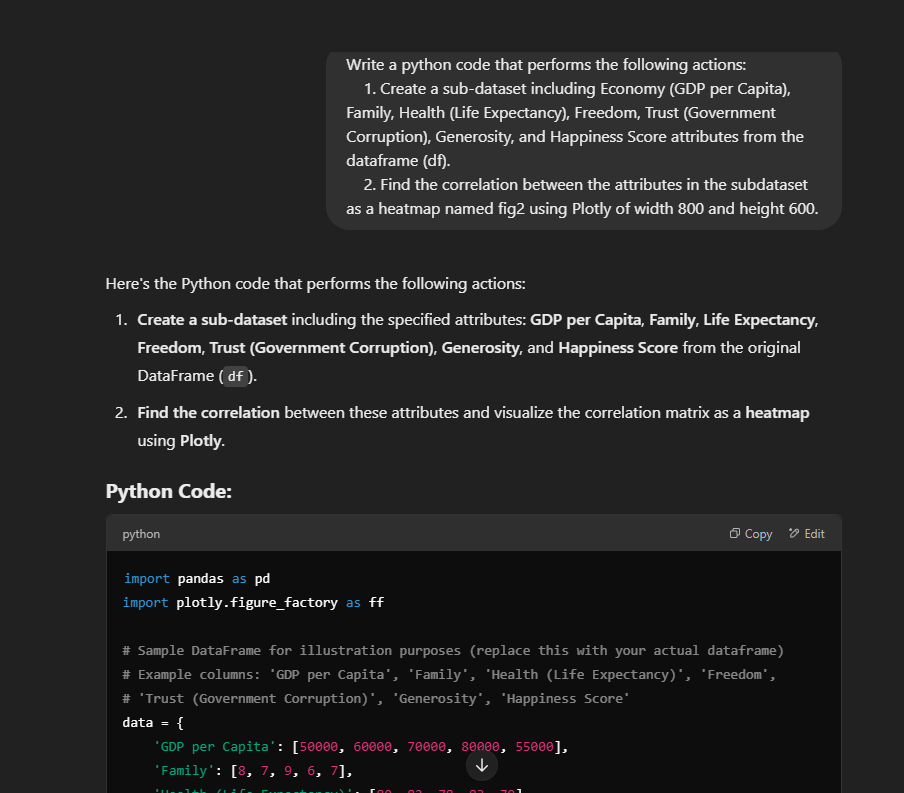 Write a python code that performs the following actions:
1. Create a sub-dataset including Economy (GDP per Capita),
Family, Health (Life Expectancy), Freedom, Trust (Government
Corruption), Generosity, and Happiness Score attributes from the
dataframe (df).
2. Find the correlation between the attributes in the subdataset
as a heatmap named fig2 using Plotly of width 800 and height 600.
Here's the Python code that performs the following actions:
1. Create a sub-dataset including the specified attributes: GDP per Capita, Family, Life Expectancy,
Freedom, Trust (Government Corruption), Generosity, and Happiness Score from the original
DataFrame (df).
2. Find the correlation between these attributes and visualize the correlation matrix as a heatmap
using Plotly.
Python Code:
python Copy Edit
import pandas as pd
import plotly.figure_factory as ff
# Sample DataFrame for illustration purposes (replace this with your actual dataframe)
# Example columns: 'GDP per Capita', 'Family', 'Health (Life Expectancy)', 'Freedom',
# 'Trust (Government Corruption)', 'Generosity', 'Happiness Score'
data = {
'GDP per Capita': [50000, 60000, 70000, 80000, 55000],
'Family': [8, 7, 9, 6, 7],